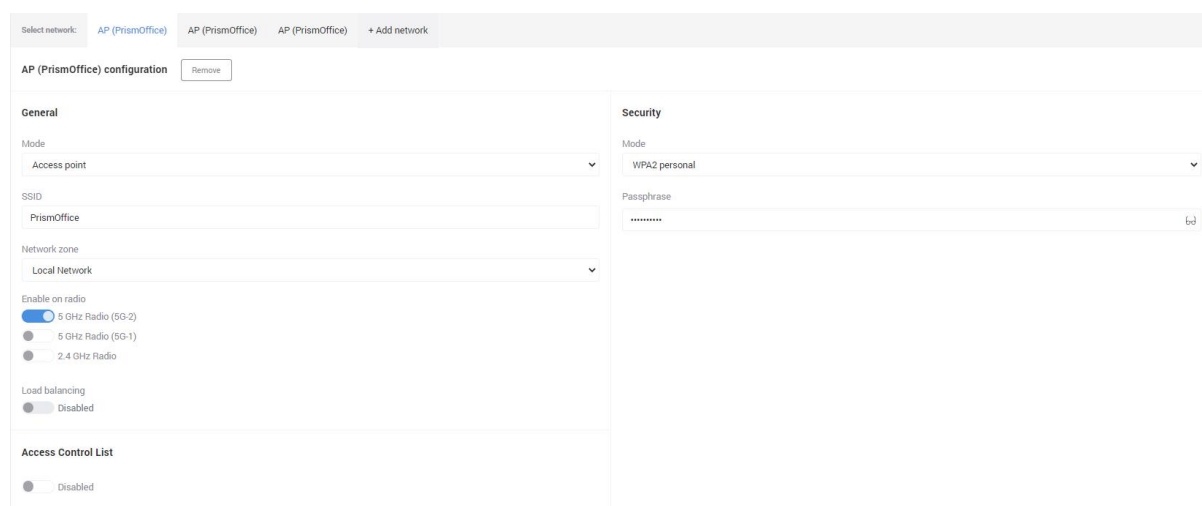 Select network: AP (PrismOffice) AP (PrismOffice) AP (PrismOffice) + Add network
AP (PrismOffice) configuration Remove
General
Mode
Access point
SSID
PrismOffice
Network zone
Local Network
Enable on radio
5 GHz Radio (5G-2)
5 GHz Radio (5G-1)
2.4 GHz Radio
Load balancing
Disabled
Access Control List
Disabled
Security
Mode
WPA2 personal
Passphrase
••••••••••